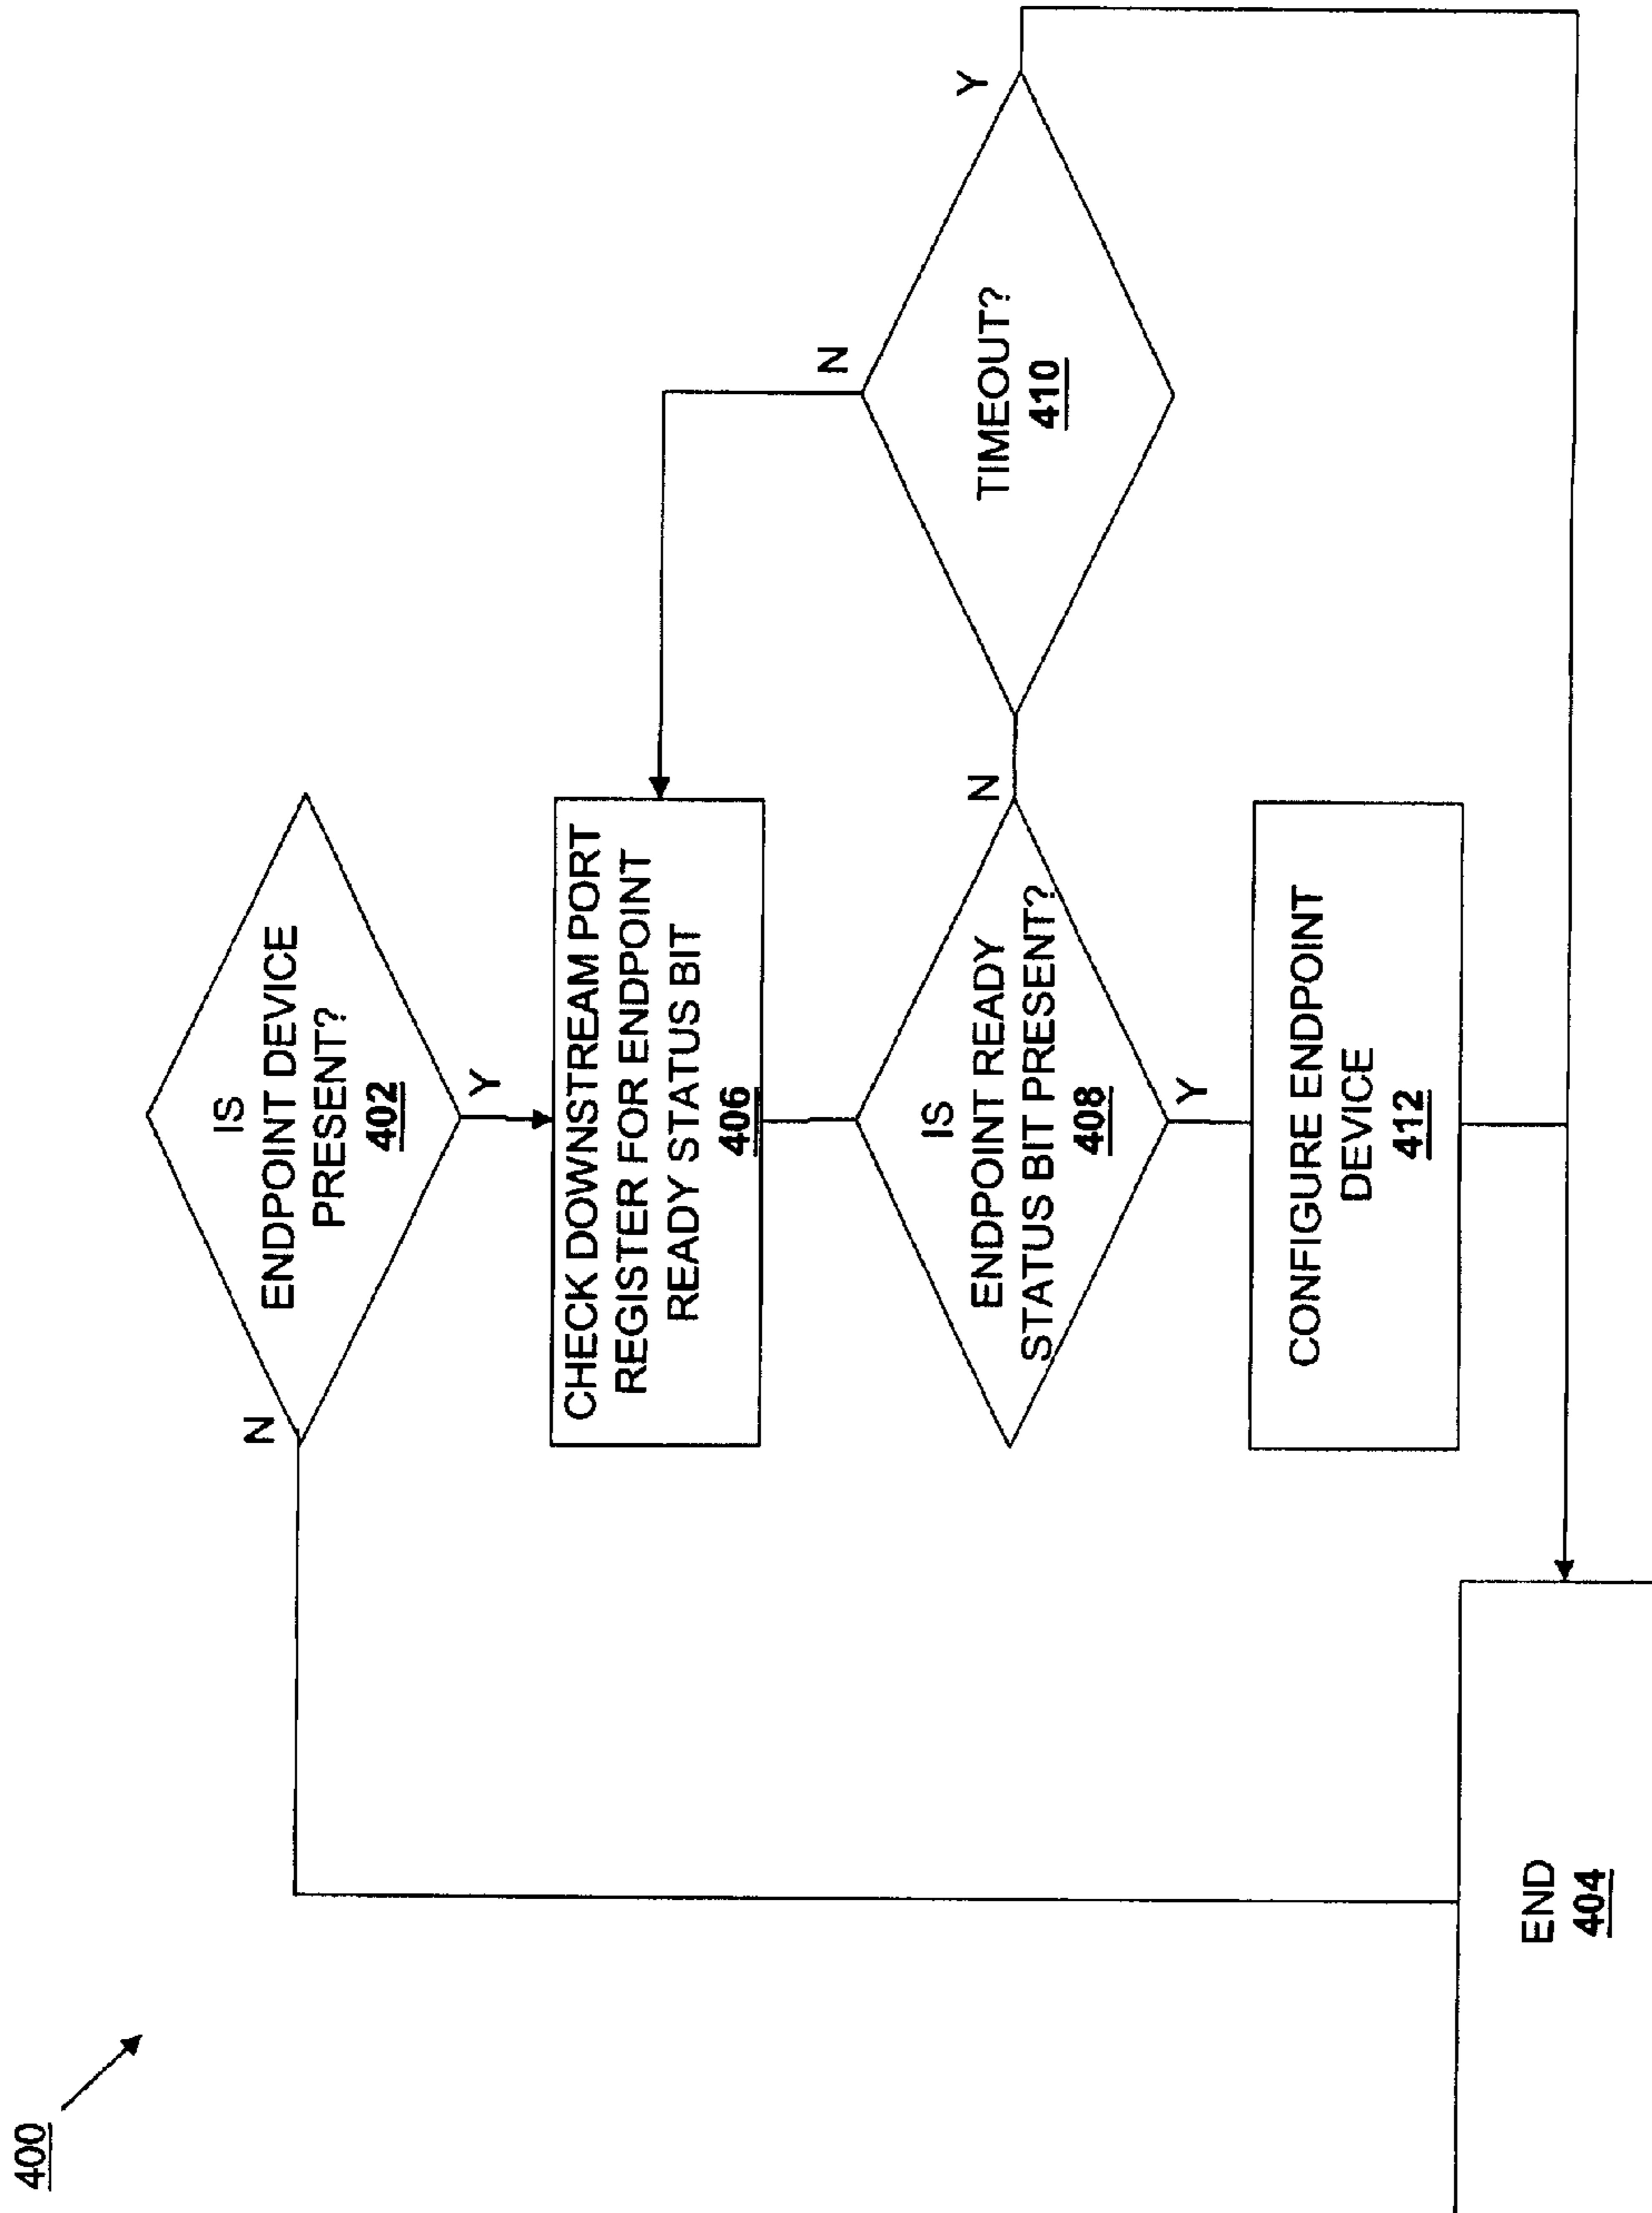 400
IS
ENDPOINT DEVICE
PRESENT?
402
N
Y
CHECK DOWNSTREAM PORT
REGISTER FOR ENDPOINT
READY STATUS BIT
406
IS
ENDPOINT READY
STATUS BIT PRESENT?
408
N
Y
TIMEOUT?
410
N
Y
CONFIGURE ENDPOINT
DEVICE
412
END
404